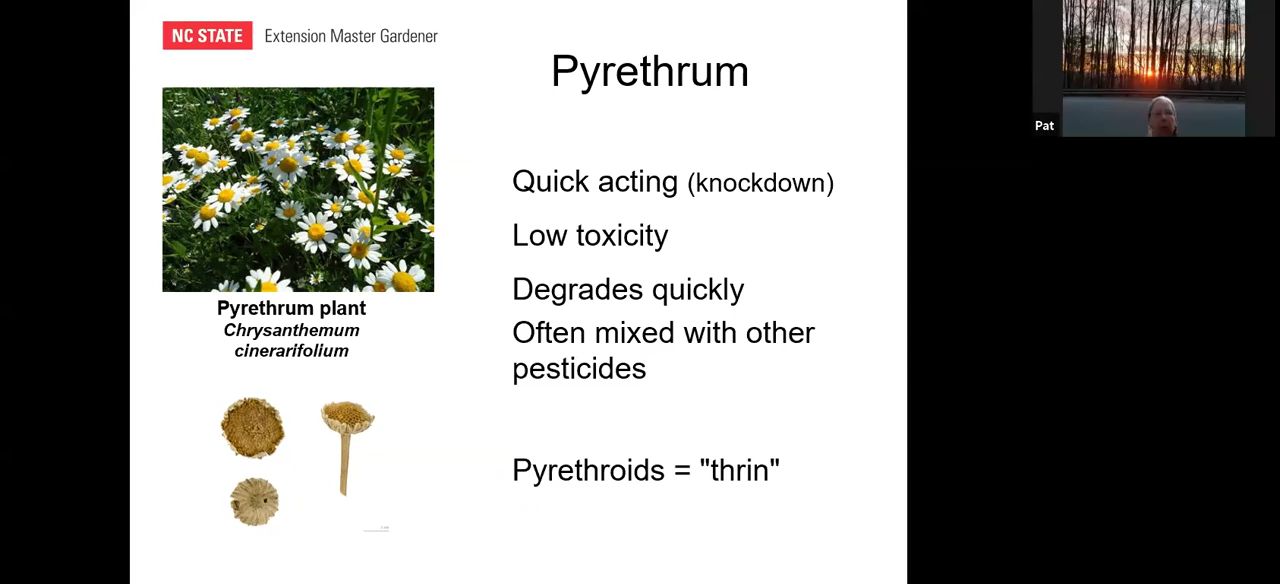 NC STATE Extension Master Gardener
Pyrethrum
Quick acting (knockdown)
Low toxicity
Degrades quickly
Often mixed with other
pesticides
Pyrethroids = "thrin"
Pyrethrum plant
Chrysanthemum
cinerarifolium
Pat